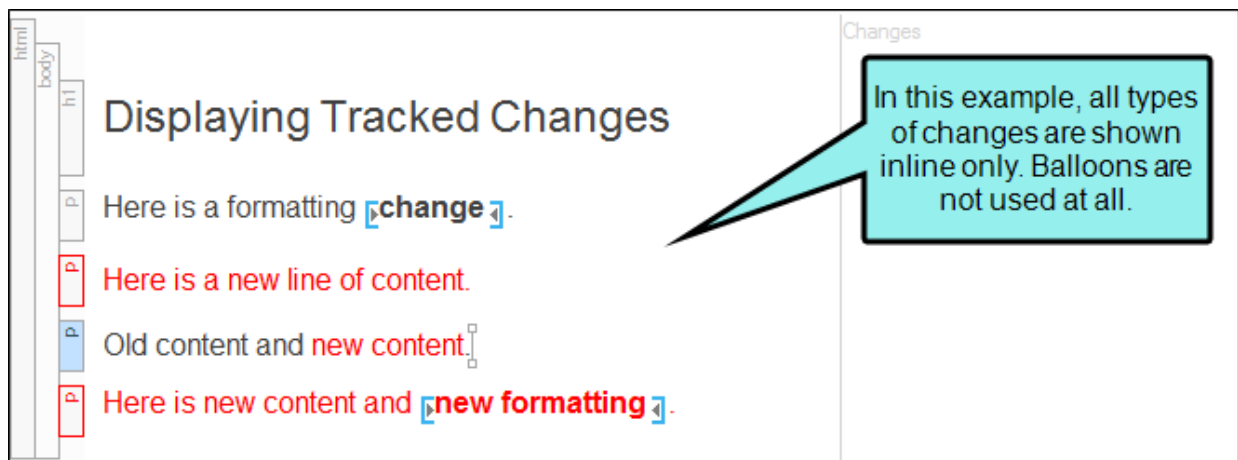 html
body
h1
Changes
Displaying Tracked Changes
In this example, all types
of changes are shown
inline only. Balloons are
not used at all.
p
Here is a formatting change.
p
Here is a new line of content.
p
Old content and new content.
p
Here is new content and new formatting.